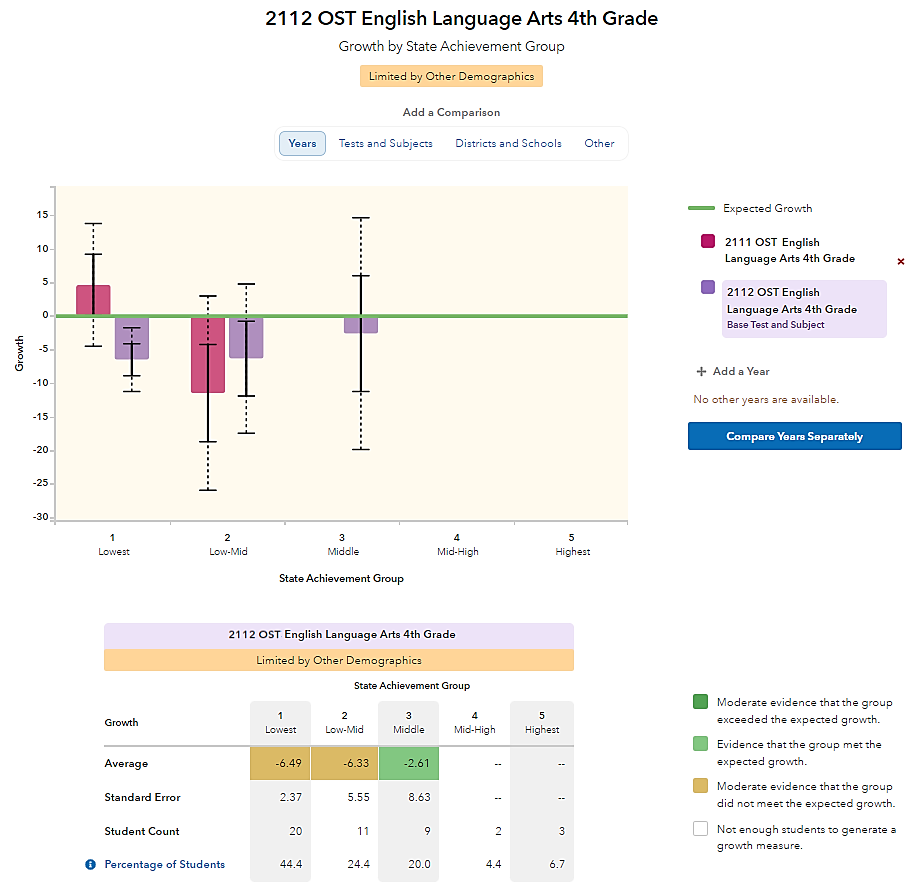 2112 OST English Language Arts 4th Grade
Growth by State Achievement Group
Limited by Other Demographics
Add a Comparison
Years Tests and Subjects Districts and Schools Other
Growth
15
10
5
0
-5
-10
-15
-20
-25
-30
1 2 3 4 5
Lowest Low-Mid Middle Mid-High Highest
State Achievement Group
Expected Growth
2111 OST English
Language Arts 4th Grade
×
2112 OST English
Language Arts 4th Grade
Base Test and Subject
+ Add a Year
No other years are available.
Compare Years Separately
2112 OST English Language Arts 4th Grade
Limited by Other Demographics
State Achievement Group
Growth
1 2 3 4 5
Lowest Low-Mid Middle Mid-High Highest
Average -6.49 -6.33 -2.61 -- --
Standard Error 2.37 5.55 8.63 -- --
Student Count 20 11 9 2 3
i Percentage of Students 44.4 24.4 20.0 4.4 6.7
Moderate evidence that the group
exceeded the expected growth.
Evidence that the group met the
expected growth.
Moderate evidence that the group
did not meet the expected growth.
Not enough students to generate a
growth measure.